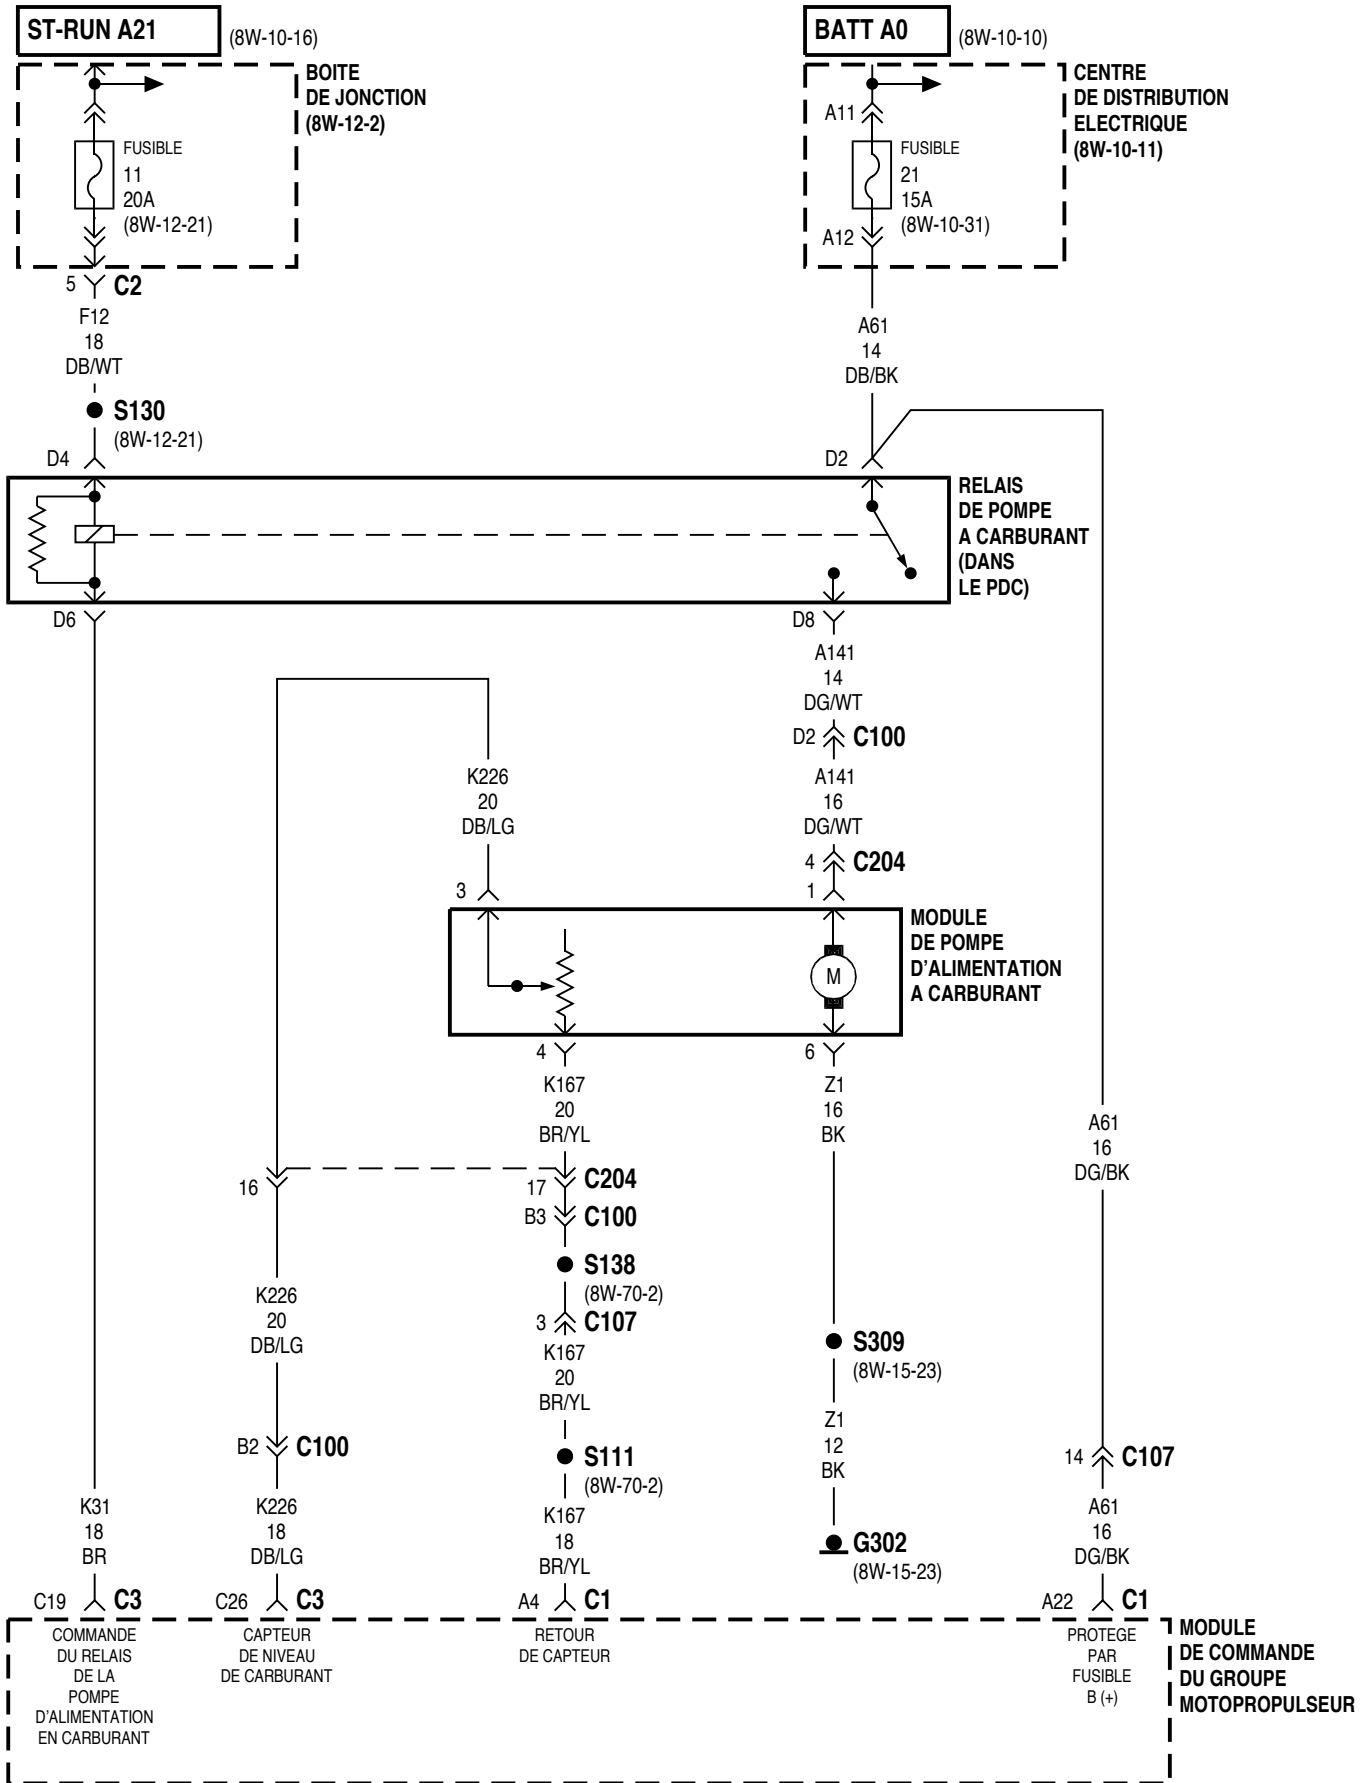 ST-RUN A21
(8W-10-16)
BATT A0
(8W-10-10)
BOITE
DE JONCTION
(8W-12-2)
FUSIBLE
11
20A
(8W-12-21)
CENTRE
DE DISTRIBUTION
ELECTRIQUE
(8W-10-11)
A11
FUSIBLE
21
15A
(8W-10-31)
A12
5
C2
F12
18
DB/WT
S130
(8W-12-21)
D4
A61
14
DB/BK
D2
RELAIS
DE POMPE
A CARBURANT
(DANS
LE PDC)
D6
D8
A141
14
DG/WT
D2
C100
A141
16
DG/WT
4
C204
K226
20
DB/LG
3
1
MODULE
DE POMPE
D'ALIMENTATION
A CARBURANT
M
4
6
K167
20
BR/YL
Z1
16
BK
A61
16
DG/BK
16
17
C204
B3
C100
S138
(8W-70-2)
3
C107
K226
20
DB/LG
K167
20
BR/YL
S309
(8W-15-23)
Z1
12
BK
B2
C100
S111
(8W-70-2)
14
C107
K31
18
BR
K226
18
DB/LG
K167
18
BR/YL
G302
(8W-15-23)
A61
16
DG/BK
C19
C3
C26
C3
A4
C1
A22
C1
COMMANDE
DU RELAIS
DE LA
POMPE
D'ALIMENTATION
EN CARBURANT
CAPTEUR
DE NIVEAU
DE CARBURANT
RETOUR
DE CAPTEUR
PROTEGE
PAR
FUSIBLE
B (+)
MODULE
DE COMMANDE
DU GROUPE
MOTOPROPULSEUR